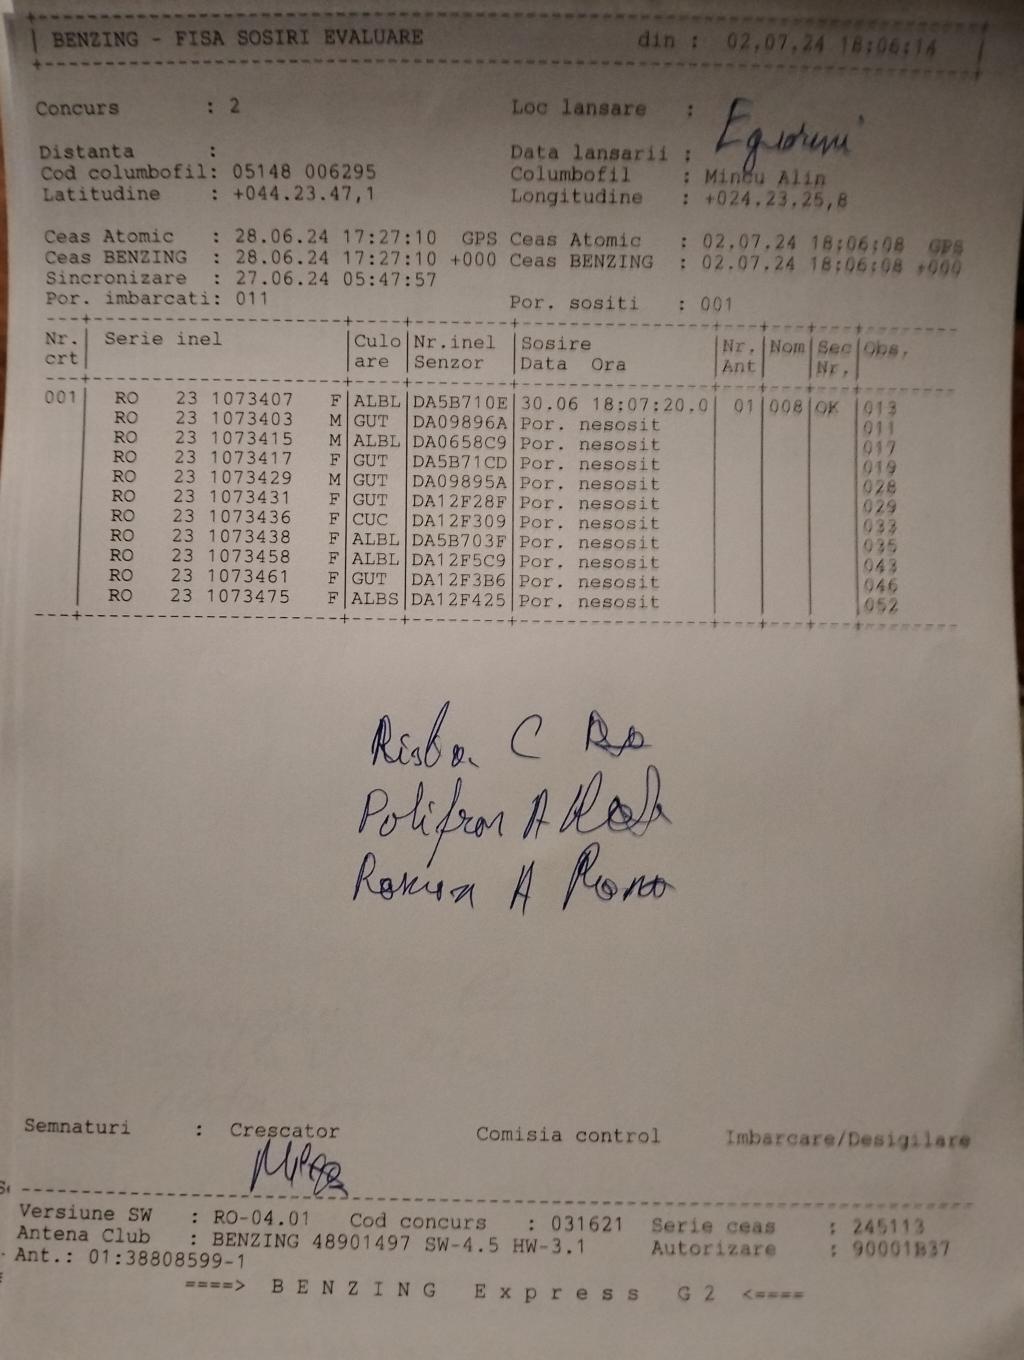 BENZING - FISA SOSIRI EVALUARE din : 02.07.24 18:06:14
Concurs : 2 Loc lansare :
Distanta : Data lansarii :
Cod columbofil: 05148 006295 Columbofil : Mincu Alin
Latitudine : +044.23.47,1 Longitudine : +024.23.25,8
Ceas Atomic : 28.06.24 17:27:10 GPS Ceas Atomic : 02.07.24 18:06:08 GPS
Ceas BENZING : 28.06.24 17:27:10 +000 Ceas BENZING : 02.07.24 18:06:08 +000
Sincronizare : 27.06.24 05:47:57
Por. imbarcati: 011 Por. sositi : 001
Nr. Serie inel Culo Nr.inel Sosire Nr. Nom Sec Obs.
crt are Senzor Data Ora Ant Nr.
001 RO 23 1073407 F ALBL DA5B710E 30.06 18:07:20.0 01 008 OK 013
RO 23 1073403 M GUT DA09896A Por. nesosit 011
RO 23 1073415 M ALBL DA0658C9 Por. nesosit 017
RO 23 1073417 F GUT DA5B71CD Por. nesosit 019
RO 23 1073429 M GUT DA09895A Por. nesosit 028
RO 23 1073431 F GUT DA12F28F Por. nesosit 029
RO 23 1073436 F CUC DA12F309 Por. nesosit 033
RO 23 1073438 F ALBL DA5B703F Por. nesosit 035
RO 23 1073458 F ALBL DA12F5C9 Por. nesosit 043
RO 23 1073461 F GUT DA12F3B6 Por. nesosit 046
RO 23 1073475 F ALBS DA12F425 Por. nesosit 052
C
A
A
Semnaturi : Crescator Comisia control Imbarcare/Desigilare
Versiune SW : RO-04.01 Cod concurs : 031621 Serie ceas : 245113
Antena Club : BENZING 48901497 SW-4.5 HW-3.1 Autorizare : 90001B37
Ant.: 01:38808599-1
====> B E N Z I N G E x p r e s s G 2 <====